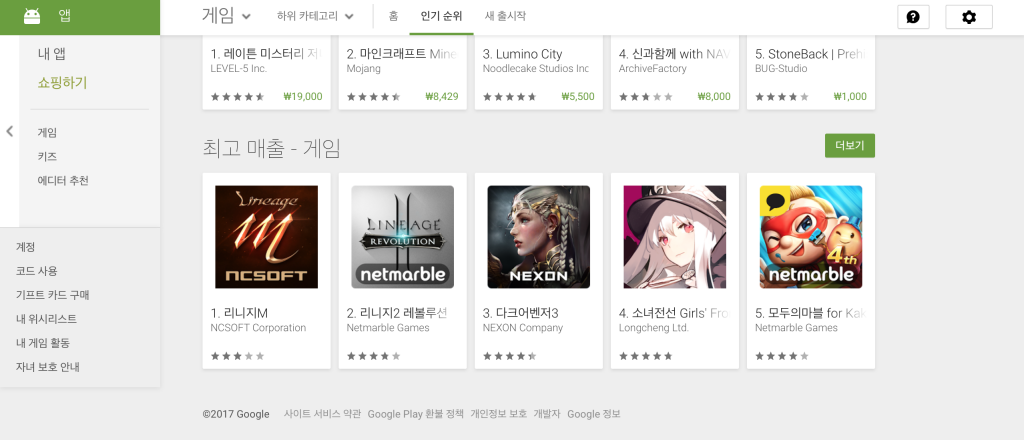 앱
게임
하위 카테고리
홈
인기 순위
새 출시작
내 앱
쇼핑하기
게임
키즈
에디터 추천
계정
코드 사용
기프트 카드 구매
내 위시리스트
내 게임 활동
자녀 보호 안내
1. 레이튼 미스터리
LEVEL-5 Inc.
₩19,000
2. 마인크래프트 Mine
Mojang
₩8,429
3. Lumino City
Noodlecake Studios Inc
₩5,500
4. 신과함께 with NAV
ArchiveFactory
₩8,000
5. StoneBack | Preh
BUG-Studio
₩1,000
최고 매출 - 게임
더보기
Lineage
M
NCSOFT
1. 리니지M
NCSOFT Corporation
LINEAGE
II
REVOLUTION
netmarble
2. 리니지2 레볼루션
Netmarble Games
NEXON
3. 다크어벤저3
NEXON Company
4. 소녀전선 Girls' Fro
Longcheng Ltd.
4th
netmarble
5. 모두의마블 for Kak
Netmarble Games
©2017 Google
사이트 서비스 약관
Google Play 환불 정책
개인정보 보호
개발자
Google 정보